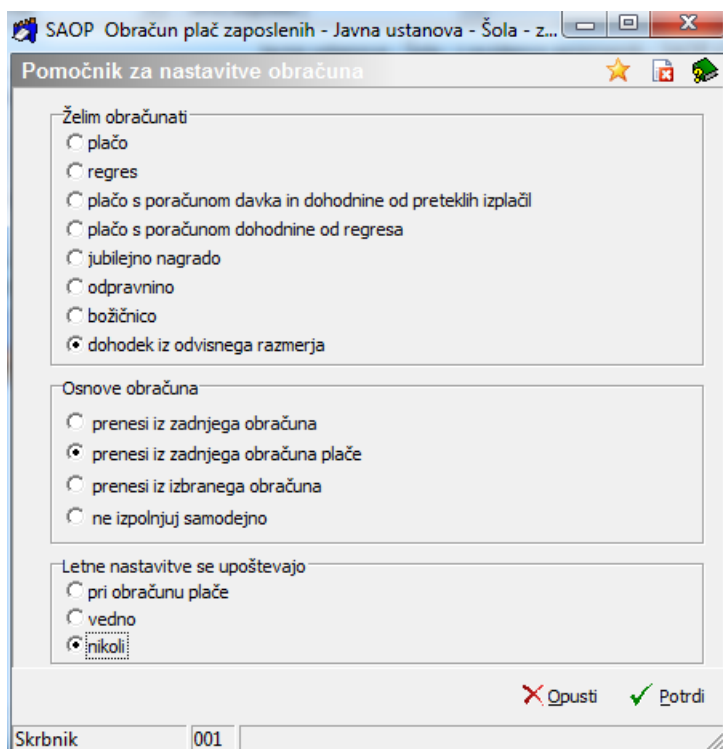 SAOP Obračun plač zaposlenih - Javna ustanova - Šola - z...
Pomočnik za nastavitve obračuna
Želim obračunati
plačo
regres
plačo s poračunom davka in dohodnine od preteklih izplačil
plačo s poračunom dohodnine od regresa
jubilejno nagrado
odpravnino
božičnico
dohodek iz odvisnega razmerja
Osnove obračuna
prenesi iz zadnjega obračuna
prenesi iz zadnjega obračuna plače
prenesi iz izbranega obračuna
ne izpolnjuj samodejno
Letne nastavitve se upoštevajo
pri obračunu plače
vedno
nikoli
Opusti Potrdi
Skrbnik 001